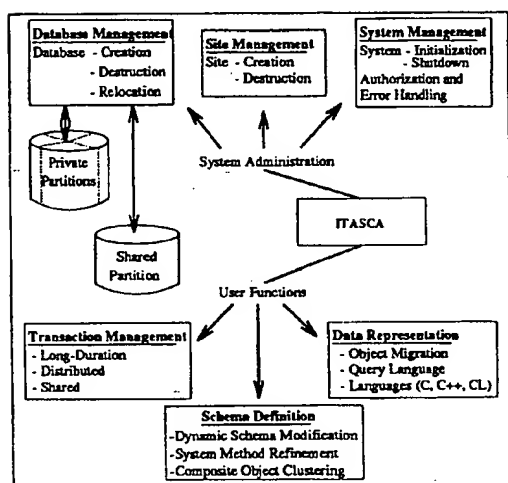 Database Management
Database - Creation
- Destruction
- Relocation
Site Management
Site - Creation
- Destruction
System Management
System - Initialization
- Shutdown
Authorization and
Error Handling
Private
Partitions
System Administration
ITASCA
Shared
Partition
User Functions
Transaction Management
- Long-Duration
- Distributed
- Shared
Data Representation
- Object Migration
- Query Language
- Languages (C, C++, CL)
Schema Definition
-Dynamic Schema Modification
-System Method Refinement
-Composite Object Clustering